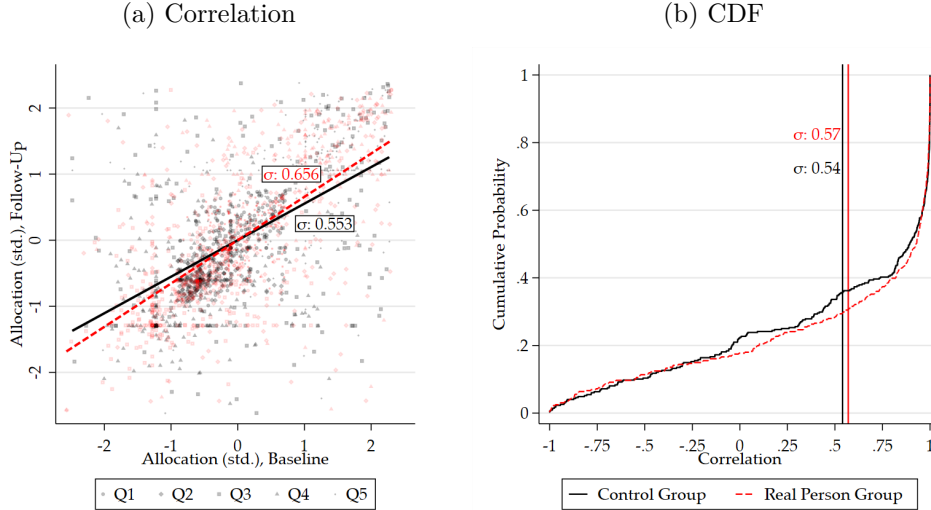 (a) Correlation
Allocation (std.), Follow-Up
2
1
0
-1
-2
σ: 0.656
σ: 0.553
-2 -1 0 1 2
Allocation (std.), Baseline
Q1 Q2 Q3 Q4 Q5
(b) CDF
Cumulative Probability
1
.8
.6
.4
.2
0
σ: 0.57
σ: 0.54
-1 -.75 -.5 -.25 0 .25 .5 .75 1
Correlation
Control Group Real Person Group